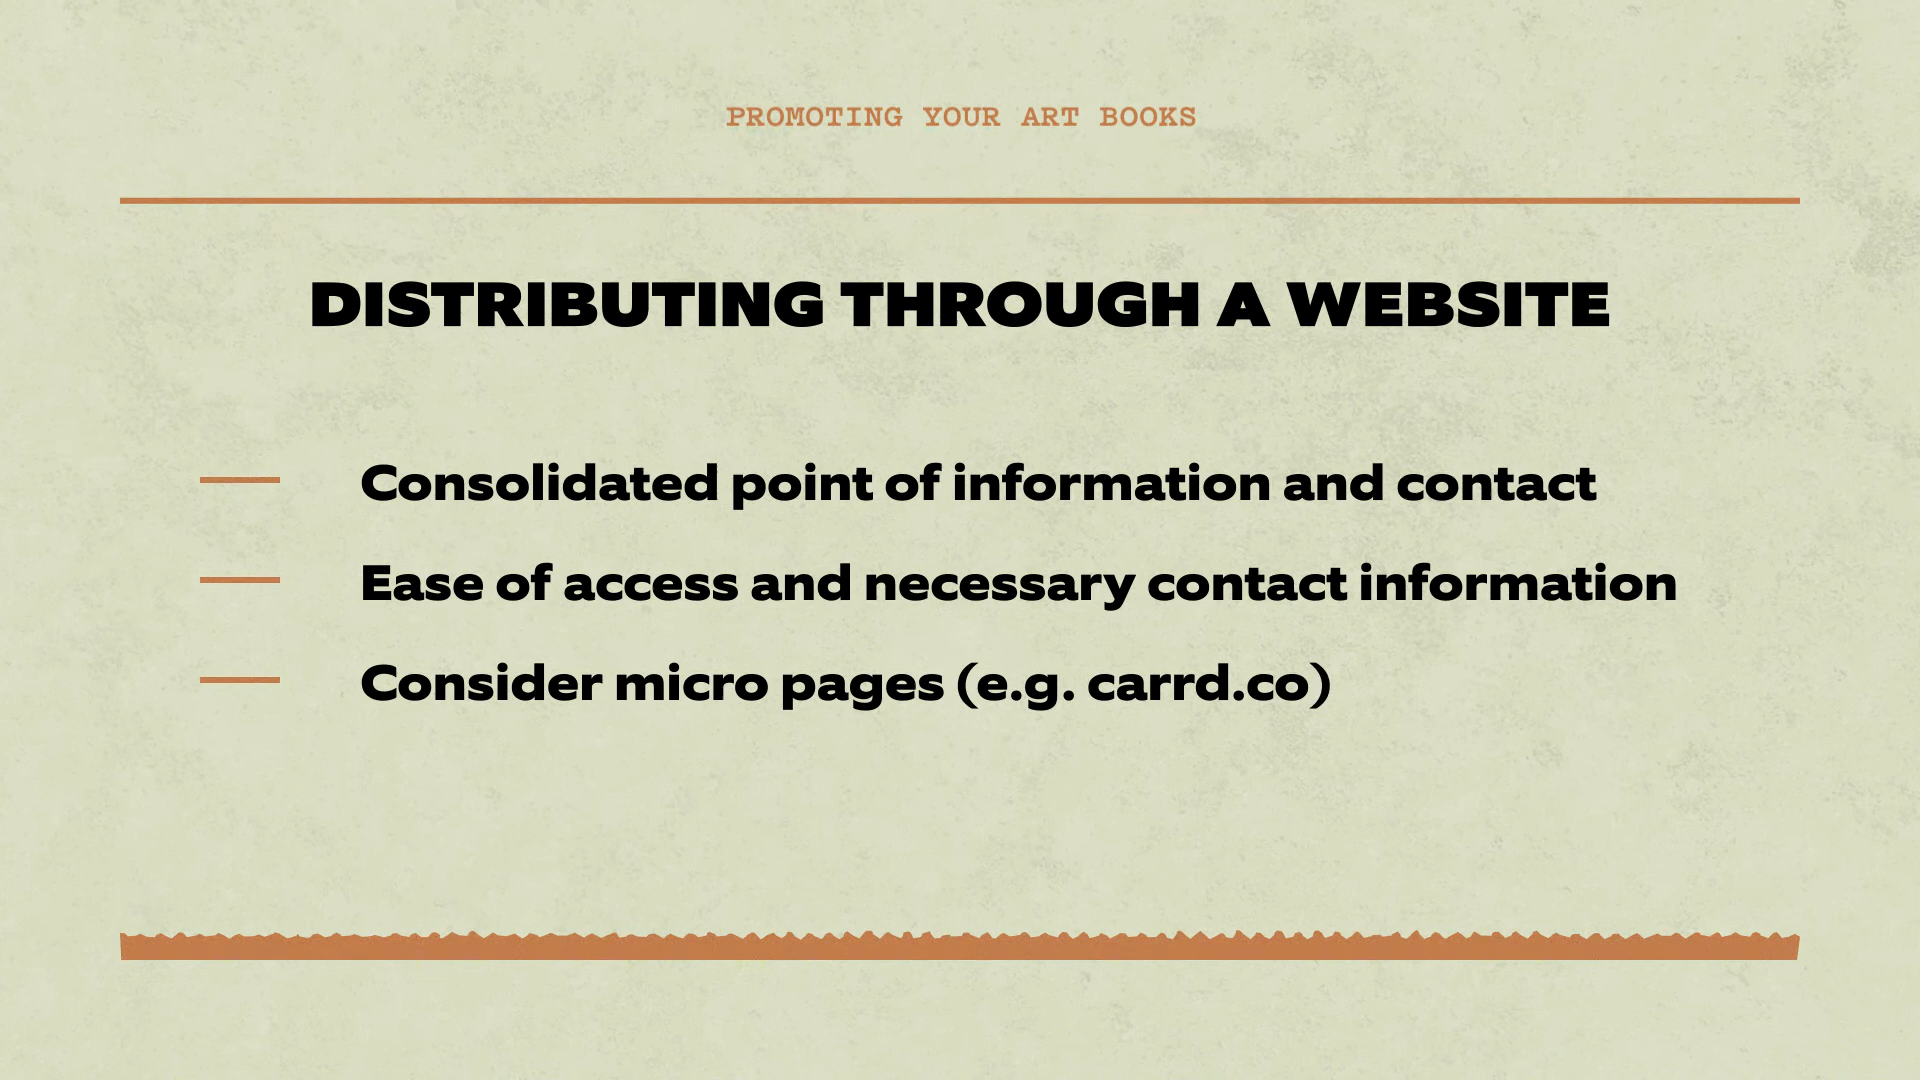 PROMOTING YOUR ART BOOKS
DISTRIBUTING THROUGH A WEBSITE
Consolidated point of information and contact
Ease of access and necessary contact information
Consider micro pages (e.g. carrd.co)